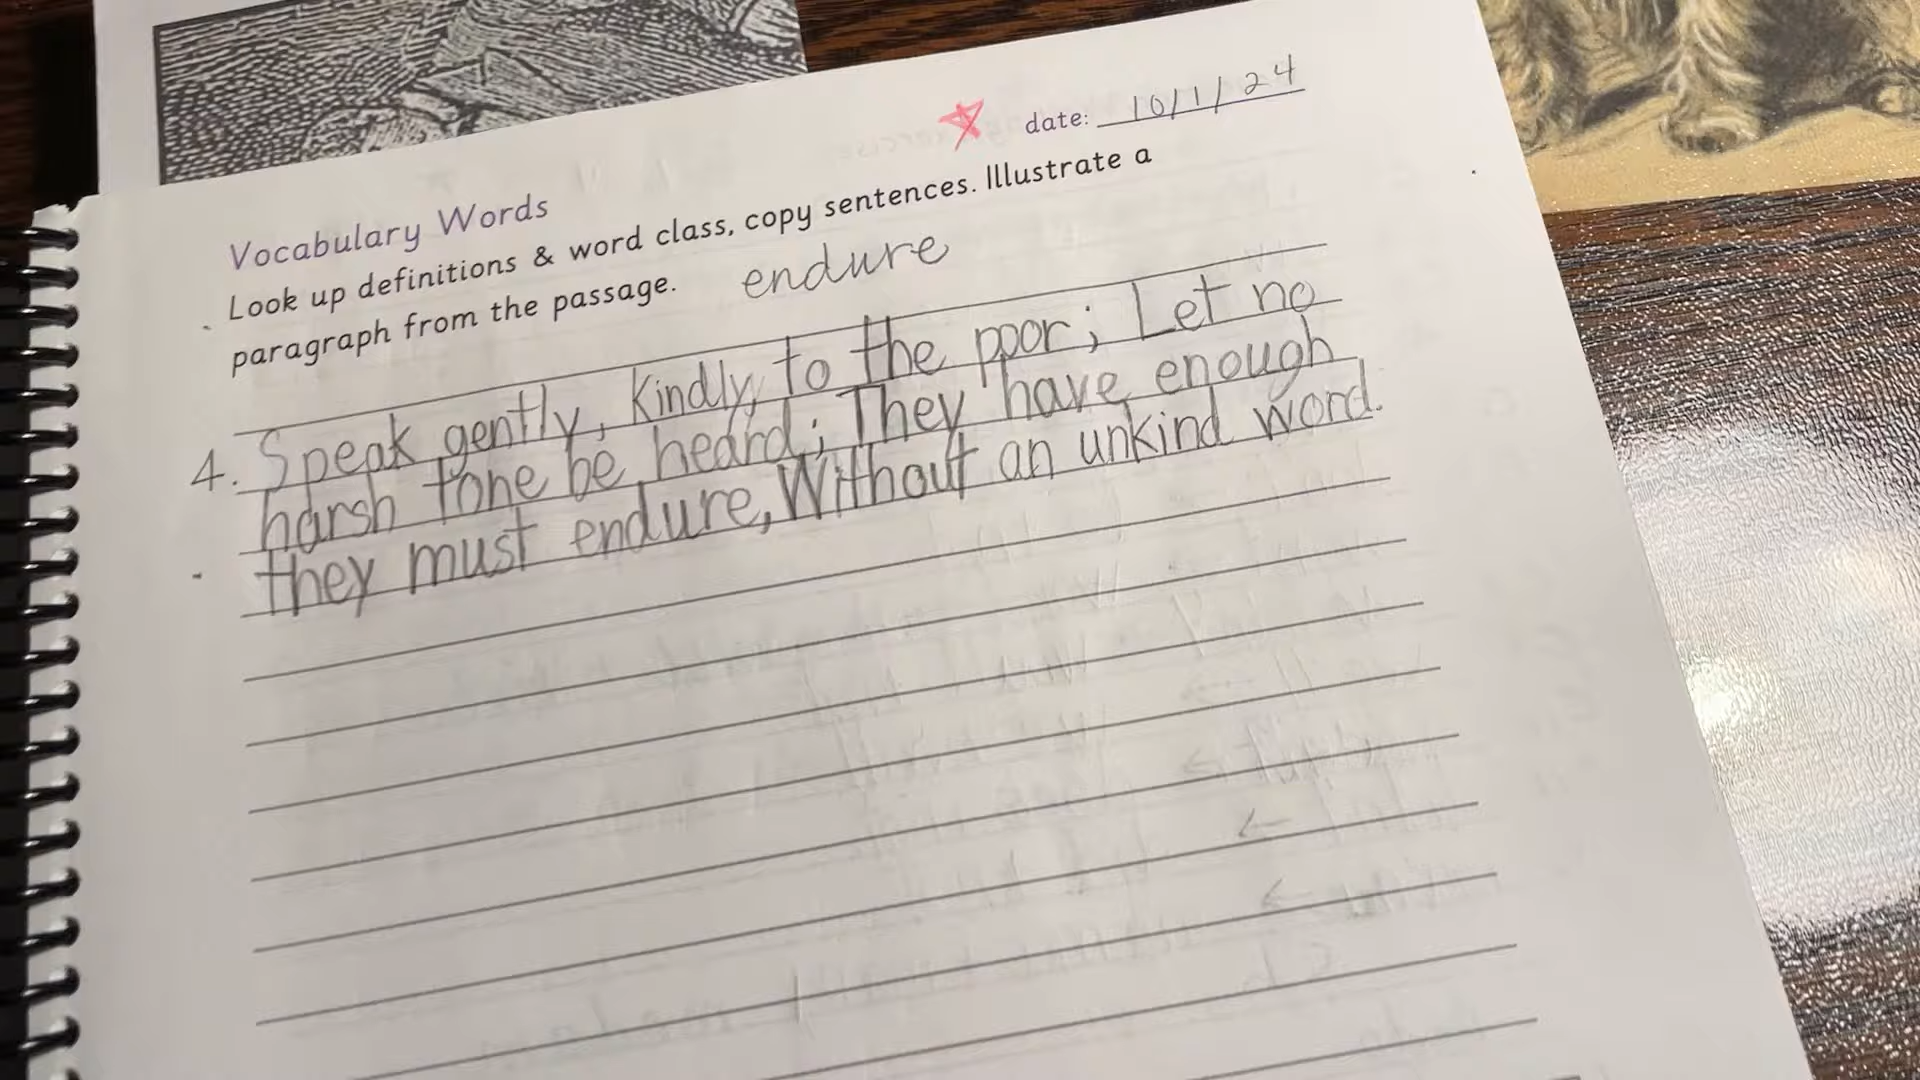 date: 10/1/24
Vocabulary Words
Look up definitions & word class, copy sentences. Illustrate a
paragraph from the passage. endure
4. Speak gently, Kindly, to the poor; Let no
harsh tone be heard; They have enough
they must endure, Without an unkind word.